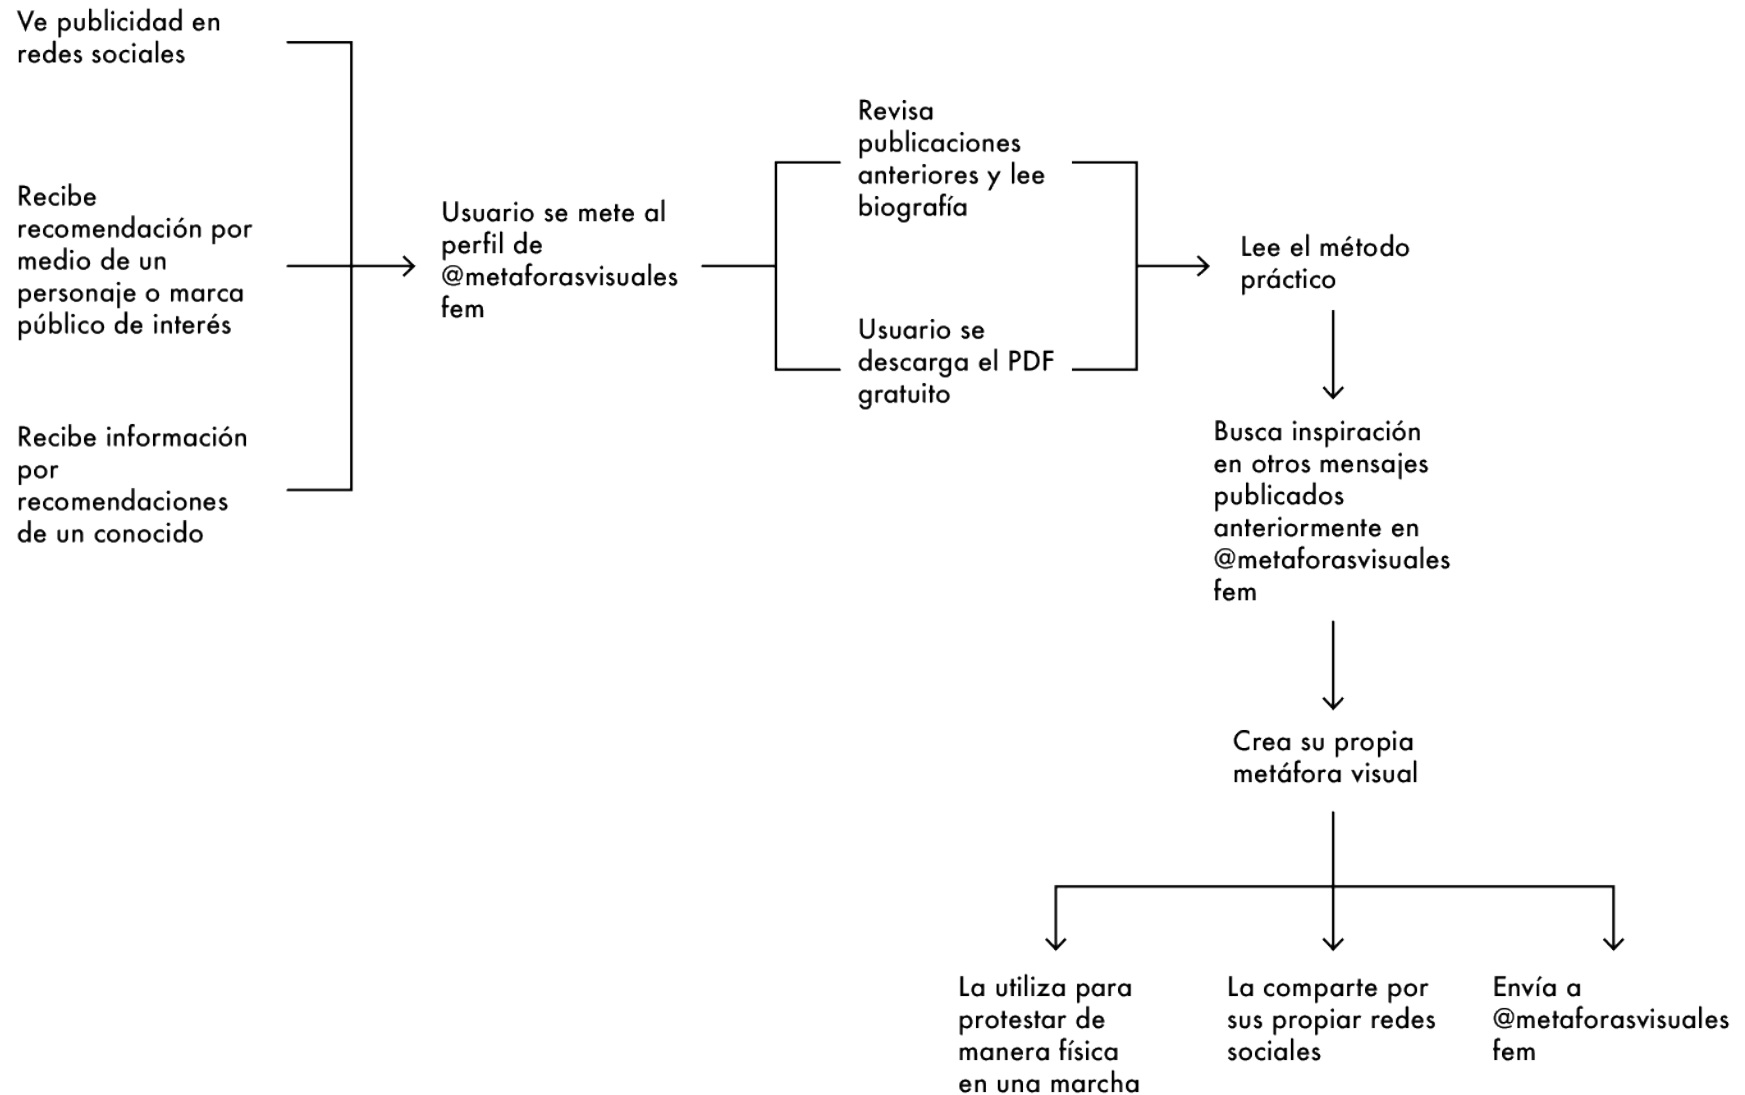 Ve publicidad en
redes sociales
Recibe
recomendación por
medio de un
personaje o marca
público de interés
Recibe información
por
recomendaciones
de un conocido
Usuario se mete al
perfil de
@metaforasvisuales
fem
Revisa
publicaciones
anteriores y lee
biografía
Usuario se
descarga el PDF
gratuito
Lee el método
práctico
Busca inspiración
en otros mensajes
publicados
anteriormente en
@metaforasvisuales
fem
Crea su propia
metáfora visual
La utiliza para
protestar de
manera física
en una marcha
La comparte por
sus propiar redes
sociales
Envía a
@metaforasvisuales
fem